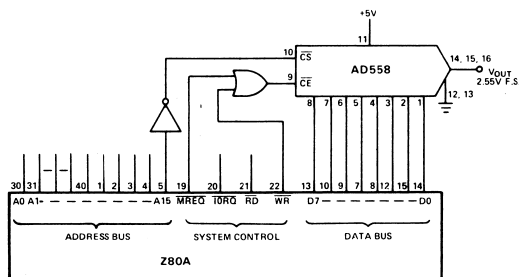 +5V
11
10 CS
AD558
14, 15, 16
VOUT
2.55V F.S.
9 CE
12, 13
8 7 6 5 4 3 2 1
30 31 40 1 2 3 4 5 19 20 21 22 13 10 9 7 8 12 15 14
A0 A1 A15 MREQ IORQ RD WR D7 D0
ADDRESS BUS SYSTEM CONTROL DATA BUS
Z80A